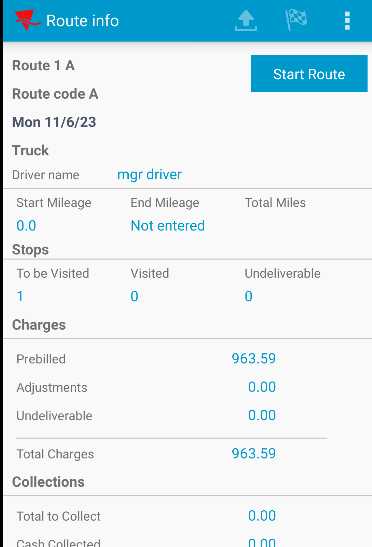 Route info
Route 1 A
Start Route
Route code A
Mon 11/6/23
Truck
Driver name mgr driver
Start Mileage End Mileage Total Miles
0.0 Not entered
Stops
To be Visited Visited Undeliverable
1 0 0
Charges
Prebilled 963.59
Adjustments 0.00
Undeliverable 0.00
Total Charges 963.59
Collections
Total to Collect 0.00
Cash Collected 0.00